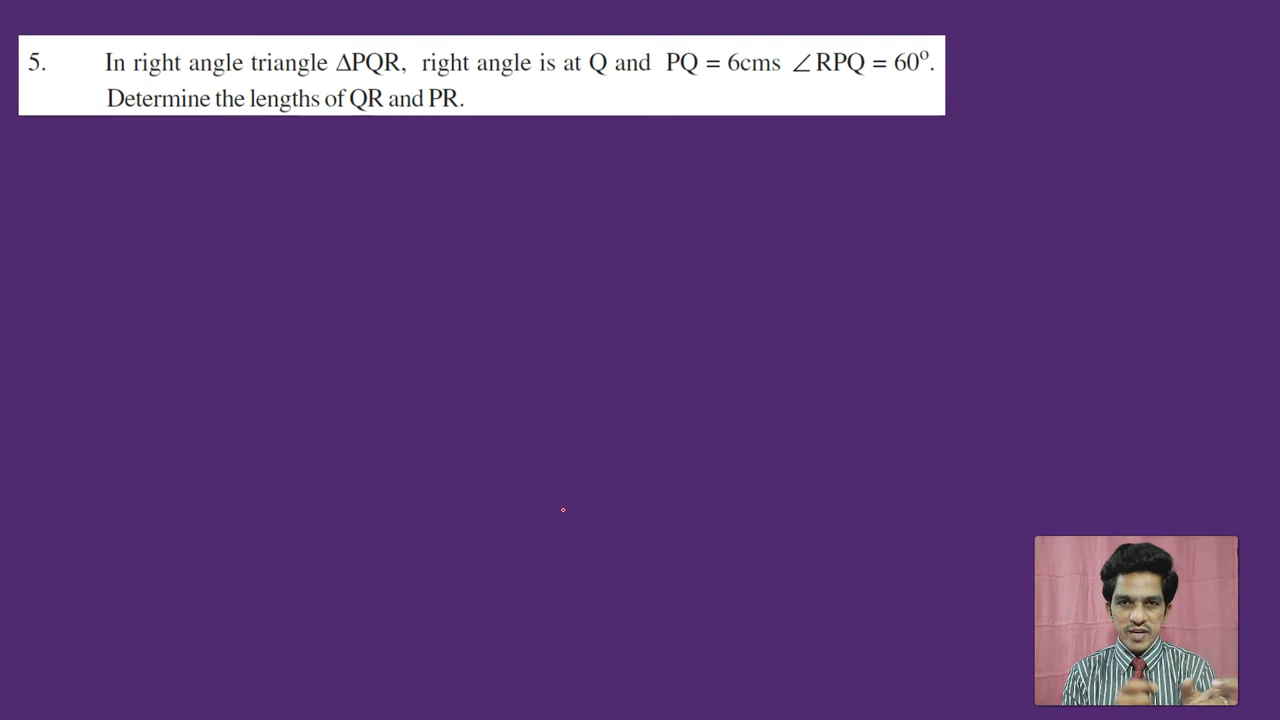 5. In right angle triangle ΔPQR, right angle is at Q and PQ = 6cms ∠RPQ = 60⁰.
Determine the lengths of QR and PR.